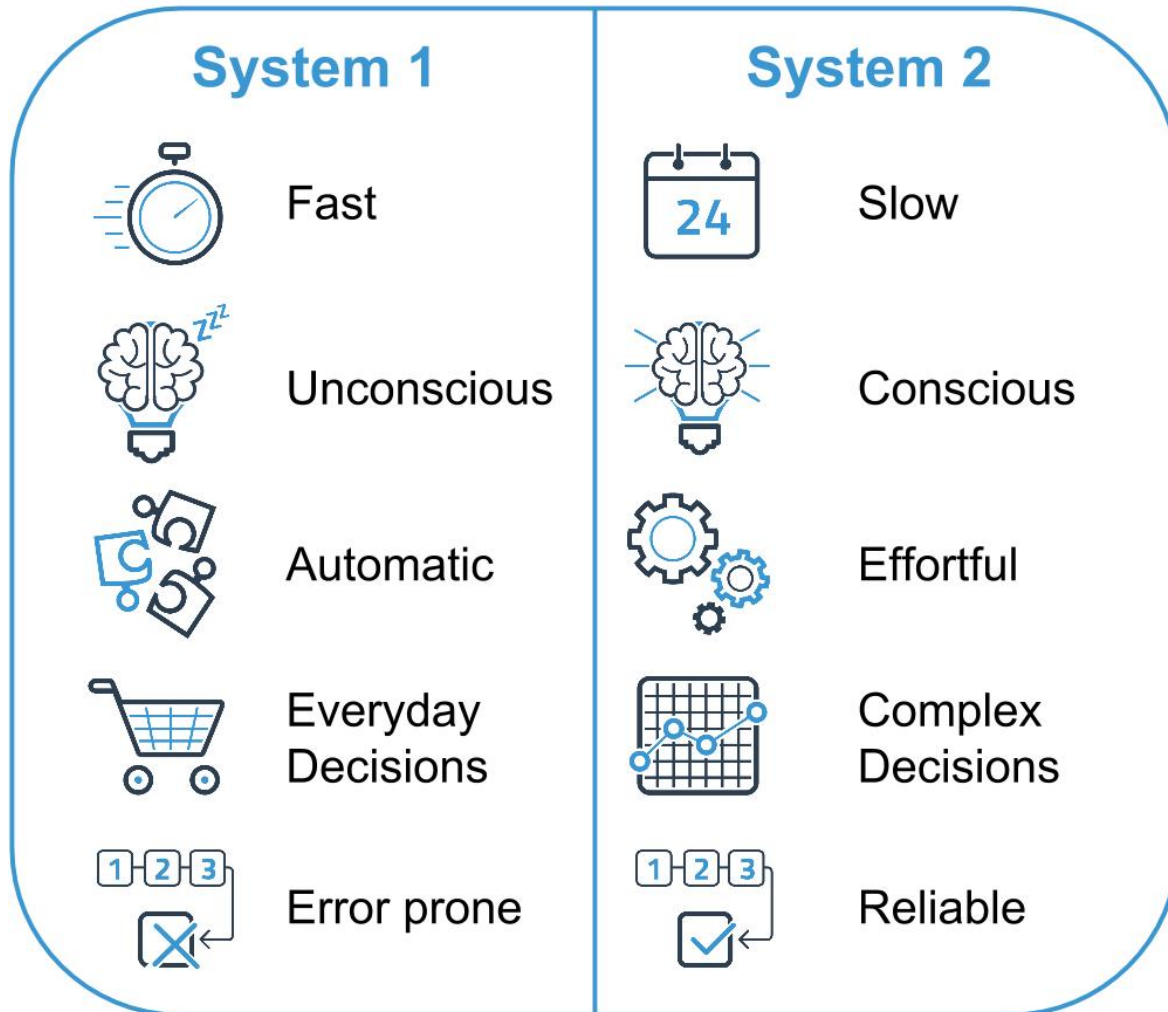 System 1
Fast
zzz
Unconscious
Automatic
Everyday
Decisions
1 2 3
Error prone
System 2
24
Slow
Conscious
Effortful
Complex
Decisions
1 2 3
Reliable